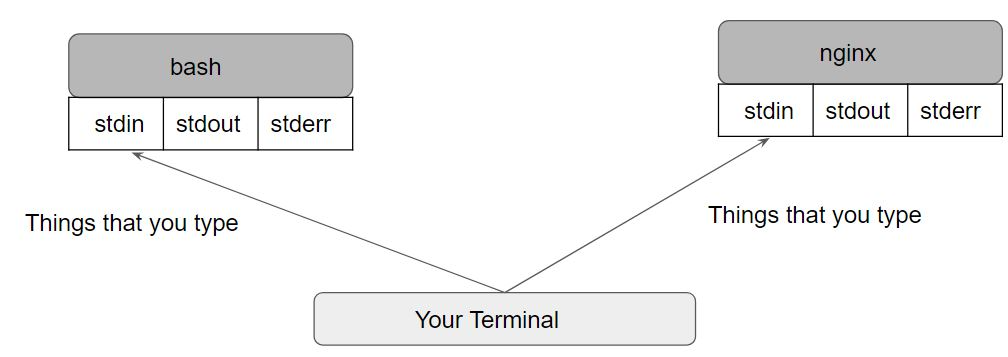 bash
stdin stdout stderr
Things that you type
nginx
stdin stdout stderr
Things that you type
Your Terminal